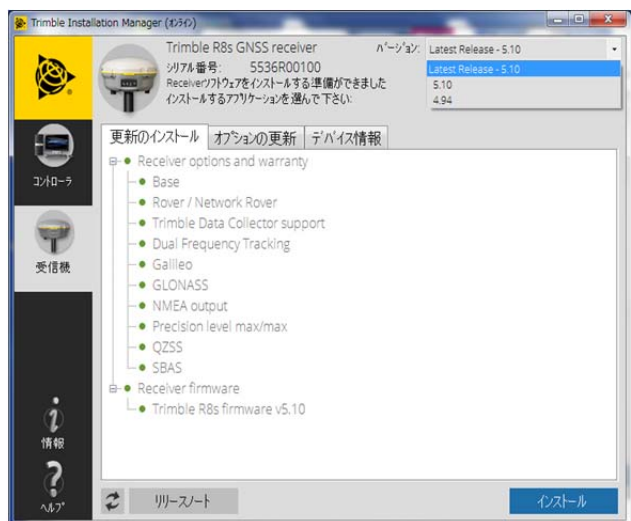 Trimble Installation Manager (ｵﾝﾗｲﾝ)
Trimble R8s GNSS receiver
ﾊﾞｰｼﾞｮﾝ: Latest Release - 5.10
シリアル番号: 5536R00100
Latest Release - 5.10
Receiverソフトウェアをインストールする準備ができました
5.10
インストールするアプリケーションを選んで下さい:
4.94
更新のインストール オプションの更新 デバイス情報
Receiver options and warranty
Base
Rover / Network Rover
Trimble Data Collector support
Dual Frequency Tracking
Galileo
GLONASS
NMEA output
Precision level max/max
QZSS
SBAS
Receiver firmware
Trimble R8s firmware v5.10
コントローラ
受信機
情報
ヘルプ
リリースノート
インストール